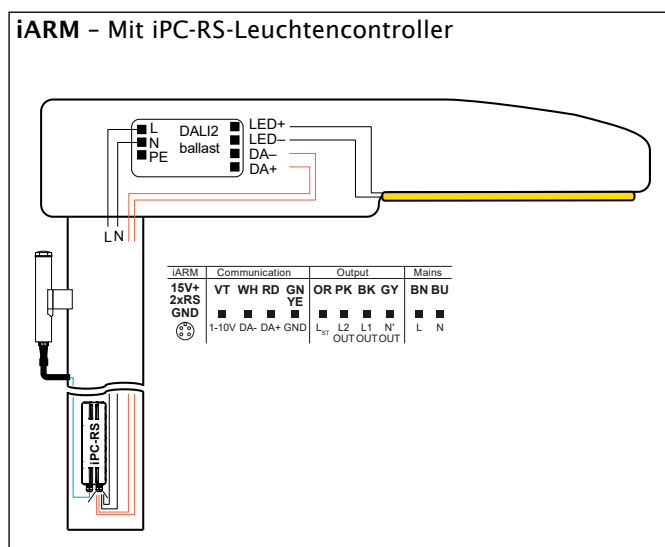 iARM – Mit iPC-RS-Leuchtencontroller
L
N
PE
DALI2
ballast
LED+
LED–
DA–
DA+
L N
iARM Communication Output Mains
15V+
2xRS
GND
VT WH RD GN YE OR PK BK GY BN BU
1-10V DA- DA+ GND LST L2 OUT L1 OUT N' OUT L N
iPC-RS